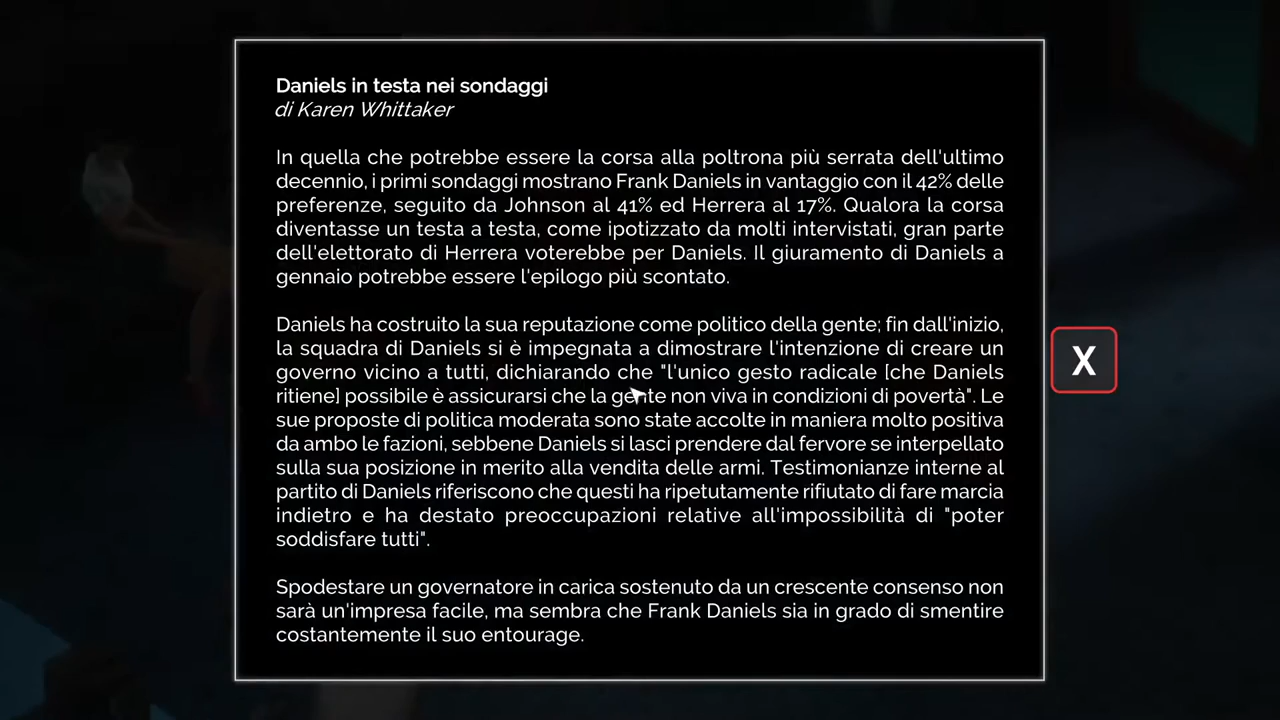 Daniels in testa nei sondaggi
di Karen Whittaker
In quella che potrebbe essere la corsa alla poltrona più serrata dell'ultimo
decennio, i primi sondaggi mostrano Frank Daniels in vantaggio con il 42% delle
preferenze, seguito da Johnson al 41% ed Herrera al 17%. Qualora la corsa
diventasse un testa a testa, come ipotizzato da molti intervistati, gran parte
dell'elettorato di Herrera voterebbe per Daniels. Il giuramento di Daniels a
gennaio potrebbe essere l'epilogo più scontato.
Daniels ha costruito la sua reputazione come politico della gente; fin dall'inizio,
la squadra di Daniels si è impegnata a dimostrare l'intenzione di creare un
governo vicino a tutti, dichiarando che "l'unico gesto radicale [che Daniels
ritiene] possibile è assicurarsi che la gente non viva in condizioni di povertà". Le
sue proposte di politica moderata sono state accolte in maniera molto positiva
da ambo le fazioni, sebbene Daniels si lasci prendere dal fervore se interpellato
sulla sua posizione in merito alla vendita delle armi. Testimonianze interne al
partito di Daniels riferiscono che questi ha ripetutamente rifiutato di fare marcia
indietro e ha destato preoccupazioni relative all'impossibilità di "poter
soddisfare tutti".
Spodestare un governatore in carica sostenuto da un crescente consenso non
sarà un'impresa facile, ma sembra che Frank Daniels sia in grado di smentire
costantemente il suo entourage.
X